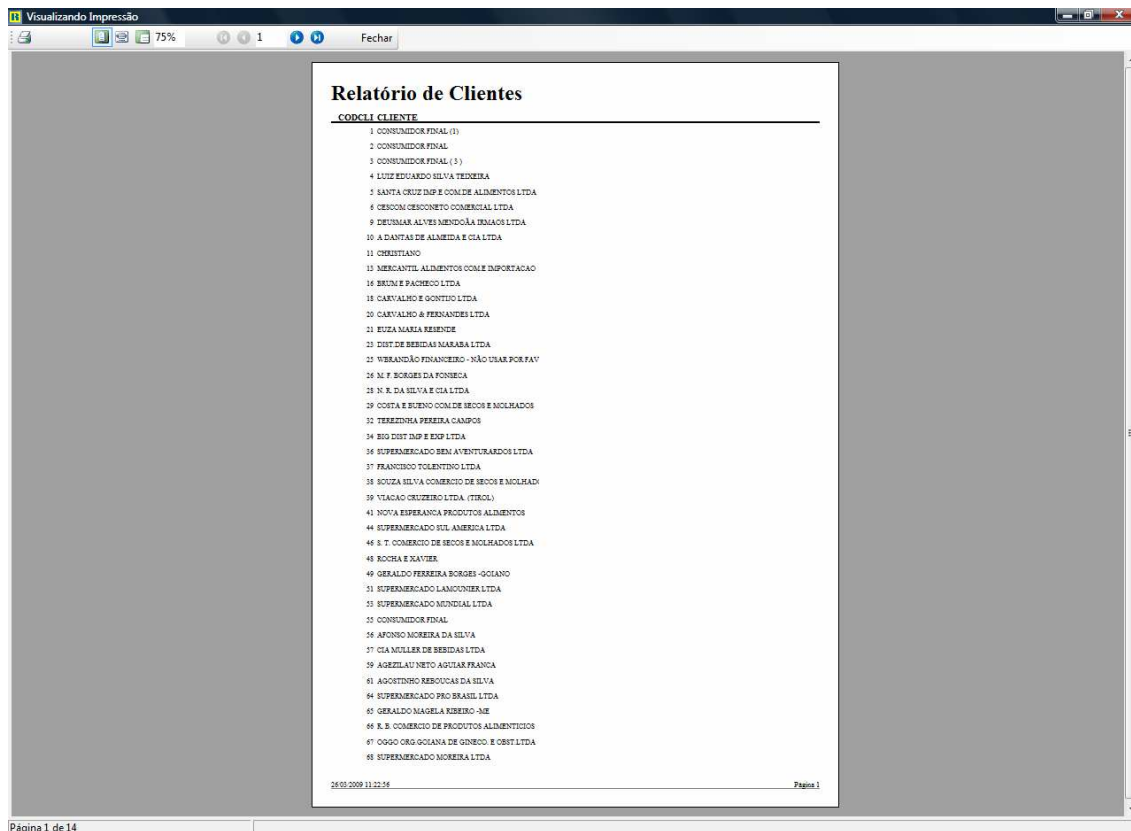 Visualizando Impressão
75% 1 Fechar
Relatório de Clientes
CODCLI CLIENTE
1 CONSUMIDOR FINAL (1)
2 CONSUMIDOR FINAL
3 CONSUMIDOR FINAL ( 3 )
4 LUIZ EDUARDO SILVA TEIXEIRA
5 SANTA CRUZ IMP.E COM.DE ALIMENTOS LTDA
6 CESCOM CESCONETO COMERCIAL LTDA
9 DEUSMAR ALVES MENDOÃA IRMAOS LTDA
10 A DANTAS DE ALMEIDA E CIA LTDA
11 CHRISTIANO
15 MERCANTIL ALIMENTOS COM.E IMPORTACAO
16 BRUM E PACHECO LTDA
18 CARVALHO E GONTIJO LTDA
20 CARVALHO & FERNANDES LTDA
21 EUZA MARIA RESENDE
23 DIST.DE BEBIDAS MARABA LTDA
25 WBRANDÃO FINANCEIRO - NÃO USAR POR FAV
26 M. F. BORGES DA FONSECA
28 N. R. DA SILVA E CIA LTDA
29 COSTA E BUENO COM.DE SECOS E MOLHADOS
32 TEREZINHA PEREIRA CAMPOS
34 BIG DIST IMP E EXP LTDA
36 SUPERMERCADO BEM AVENTURARDOS LTDA
37 FRANCISCO TOLENTINO LTDA
38 SOUZA SILVA COMERCIO DE SECOS E MOLHAD
39 VIACAO CRUZEIRO LTDA. (TIROL)
41 NOVA ESPERANCA PRODUTOS ALIMENTOS
44 SUPERMERCADO SUL AMERICA LTDA
46 S. T. COMERCIO DE SECOS E MOLHADOS LTDA
48 ROCHA E XAVIER
49 GERALDO FERREIRA BORGES -GOIANO
51 SUPERMERCADO LAMOUNIER LTDA
53 SUPERMERCADO MUNDIAL LTDA
55 CONSUMIDOR FINAL
56 AFONSO MOREIRA DA SILVA
57 CIA MULLER DE BEBIDAS LTDA
59 AGEZILAU NETO AGUIAR FRANCA
61 AGOSTINHO REBOUCAS DA SILVA
64 SUPERMERCADO PRO BRASIL LTDA
65 GERALDO MAGELA RIBEIRO -ME
66 R. B. COMERCIO DE PRODUTOS ALIMENTICIOS
67 OGGO ORG.GOIANA DE GINECO. E OBST.LTDA
68 SUPERMERCADO MOREIRA LTDA
26/03/2009 11:22:56 Página 1
Página 1 de 14